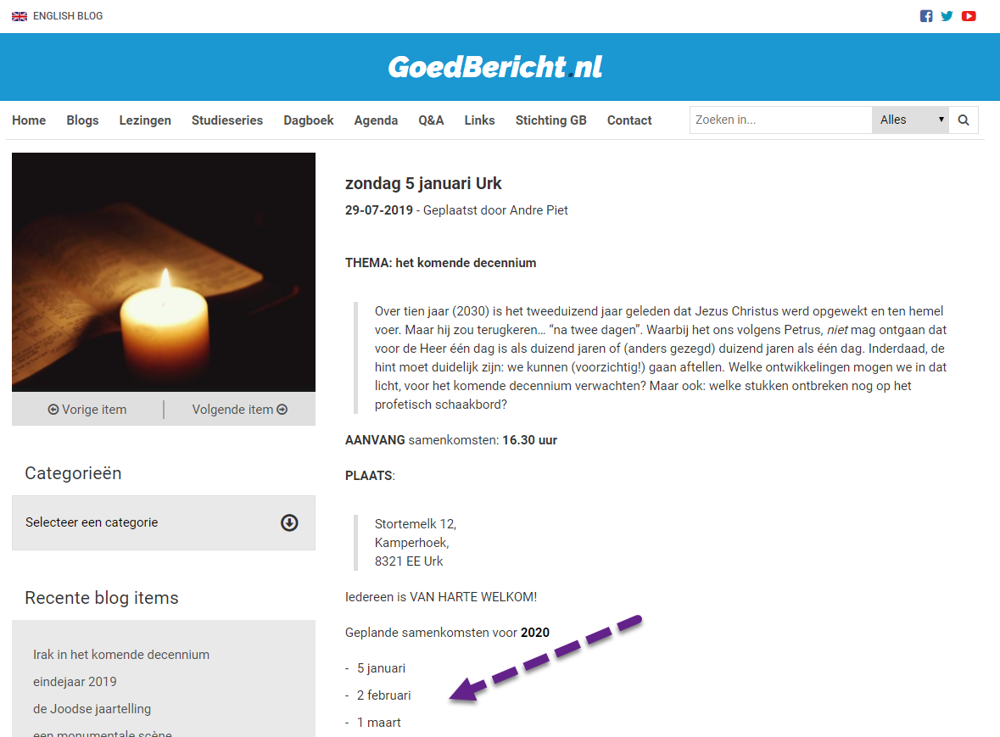 ENGLISH BLOG
GoedBericht.nl
Home Blogs Lezingen Studieseries Dagboek Agenda Q&A Links Stichting GB Contact
Zoeken in... Alles
zondag 5 januari Urk
29-07-2019 - Geplaatst door Andre Piet
THEMA: het komende decennium
Over tien jaar (2030) is het tweeduizend jaar geleden dat Jezus Christus werd opgewekt en ten hemel
voer. Maar hij zou terugkeren… “na twee dagen”. Waarbij het ons volgens Petrus, niet mag ontgaan dat
voor de Heer één dag is als duizend jaren of (anders gezegd) duizend jaren als één dag. Inderdaad, de
hint moet duidelijk zijn: we kunnen (voorzichtig!) gaan aftellen. Welke ontwikkelingen mogen we in dat
licht, voor het komende decennium verwachten? Maar ook: welke stukken ontbreken nog op het
profetisch schaakbord?
AANVANG samenkomsten: 16.30 uur
PLAATS:
Stortemelk 12,
Kamperhoek,
8321 EE Urk
Iedereen is VAN HARTE WELKOM!
Geplande samenkomsten voor 2020
- 5 januari
- 2 februari
- 1 maart
Vorige item
Volgende item
Categorieën
Selecteer een categorie
Recente blog items
Irak in het komende decennium
eindejaar 2019
de Joodse jaartelling
een monumentale scène